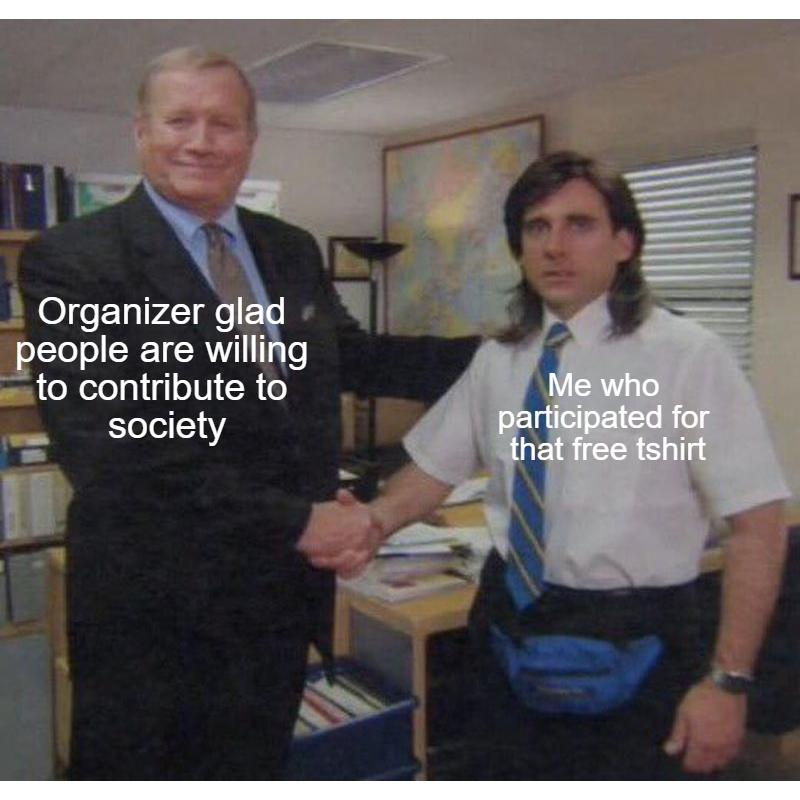 Organizer glad
people are willing
to contribute to
society
Me who
participated for
that free tshirt